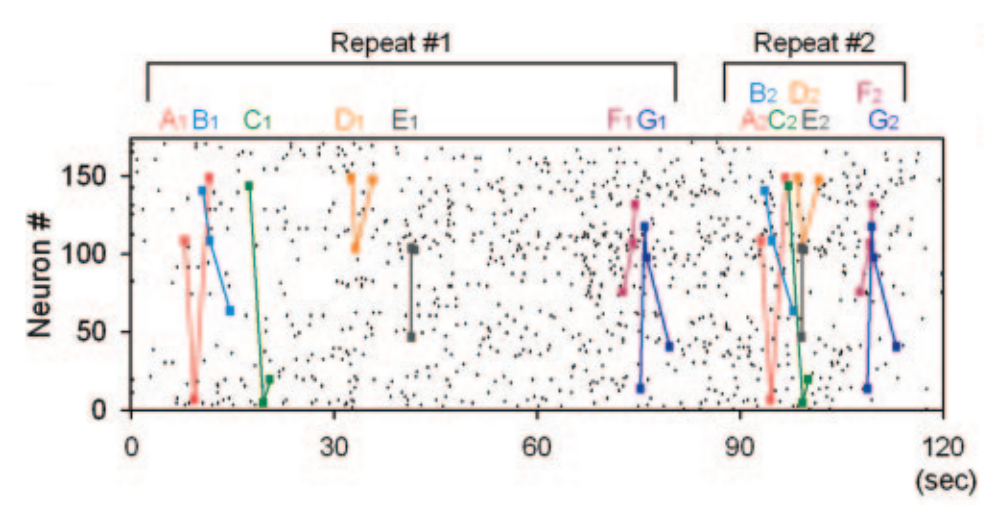 Repeat #1 Repeat #2
B2 D2 F2
A1 B1 C1 D1 E1 F1 G1 A2 C2 E2 G2
150
100
50
0
Neuron #
0 30 60 90 120
(sec)